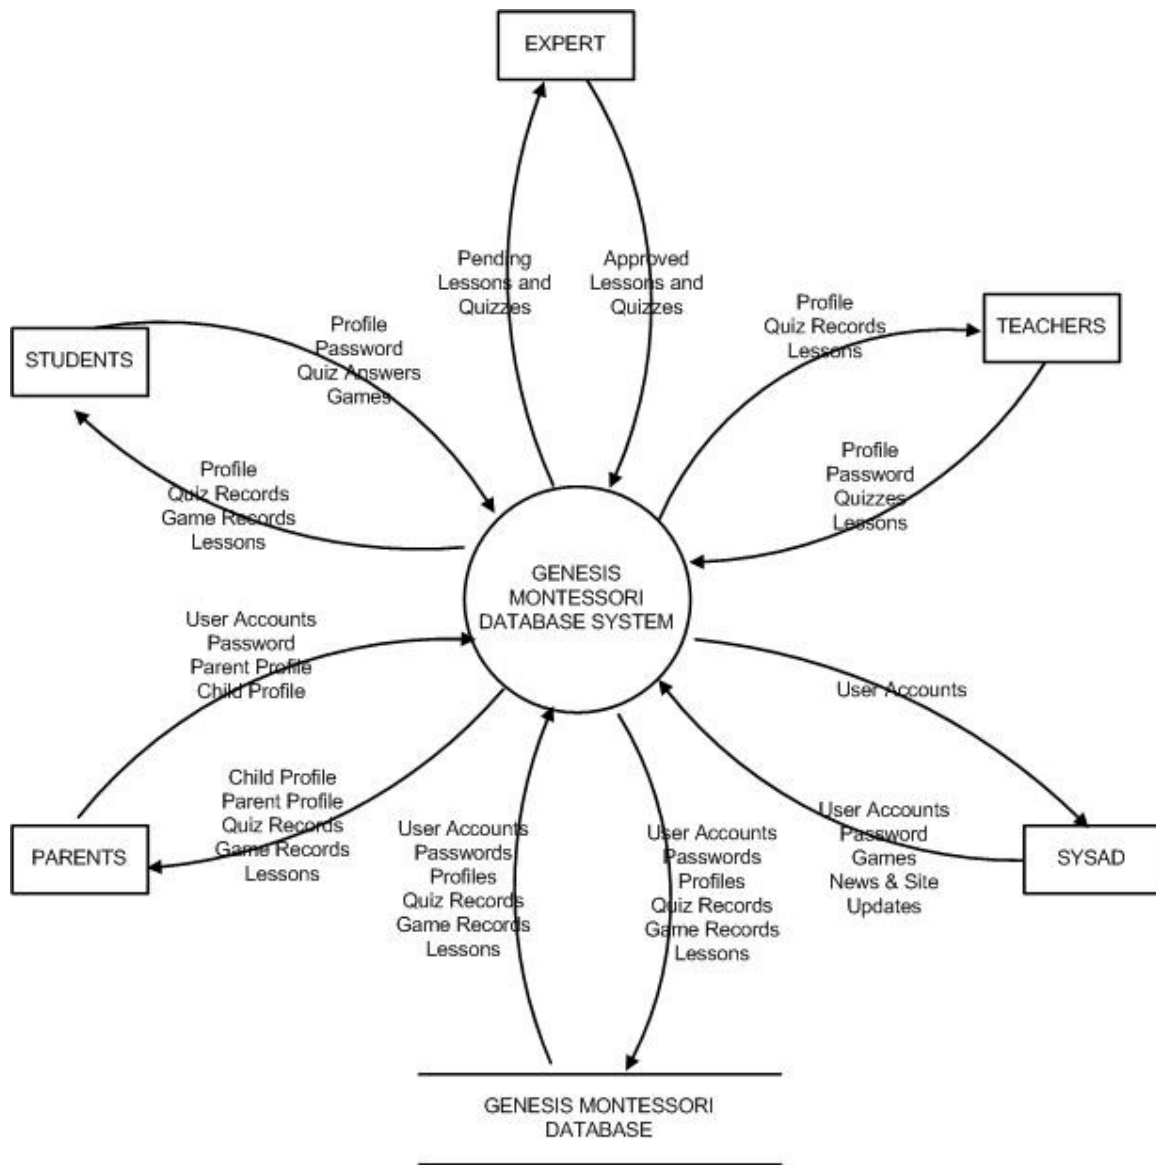 EXPERT
Pending
Lessons and
Quizzes
Approved
Lessons and
Quizzes
Profile
Quiz Records
Lessons
TEACHERS
STUDENTS
Profile
Password
Quiz Answers
Games
Profile
Quiz Records
Game Records
Lessons
Profile
Password
Quizzes
Lessons
GENESIS
MONTESSORI
DATABASE SYSTEM
User Accounts
Password
Parent Profile
Child Profile
User Accounts
Child Profile
Parent Profile
Quiz Records
Game Records
Lessons
PARENTS
User Accounts
Passwords
Profiles
Quiz Records
Game Records
Lessons
User Accounts
Passwords
Profiles
Quiz Records
Game Records
Lessons
User Accounts
Password
Games
News & Site
Updates
SYSAD
GENESIS MONTESSORI
DATABASE